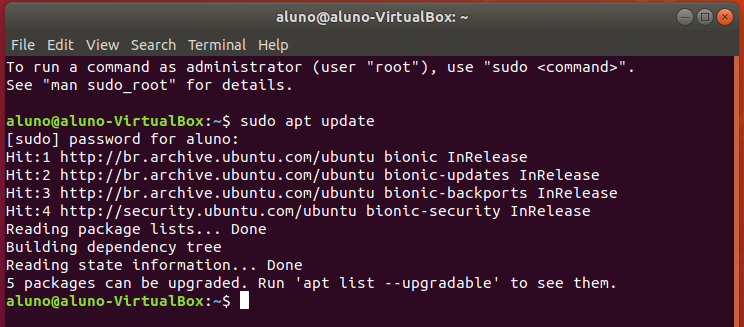 aluno@aluno-VirtualBox: ~
File Edit View Search Terminal Help
To run a command as administrator (user "root"), use "sudo <command>".
See "man sudo_root" for details.
aluno@aluno-VirtualBox:~$ sudo apt update
[sudo] password for aluno:
Hit:1 http://br.archive.ubuntu.com/ubuntu bionic InRelease
Hit:2 http://br.archive.ubuntu.com/ubuntu bionic-updates InRelease
Hit:3 http://br.archive.ubuntu.com/ubuntu bionic-backports InRelease
Hit:4 http://security.ubuntu.com/ubuntu bionic-security InRelease
Reading package lists... Done
Building dependency tree
Reading state information... Done
5 packages can be upgraded. Run 'apt list --upgradable' to see them.
aluno@aluno-VirtualBox:~$